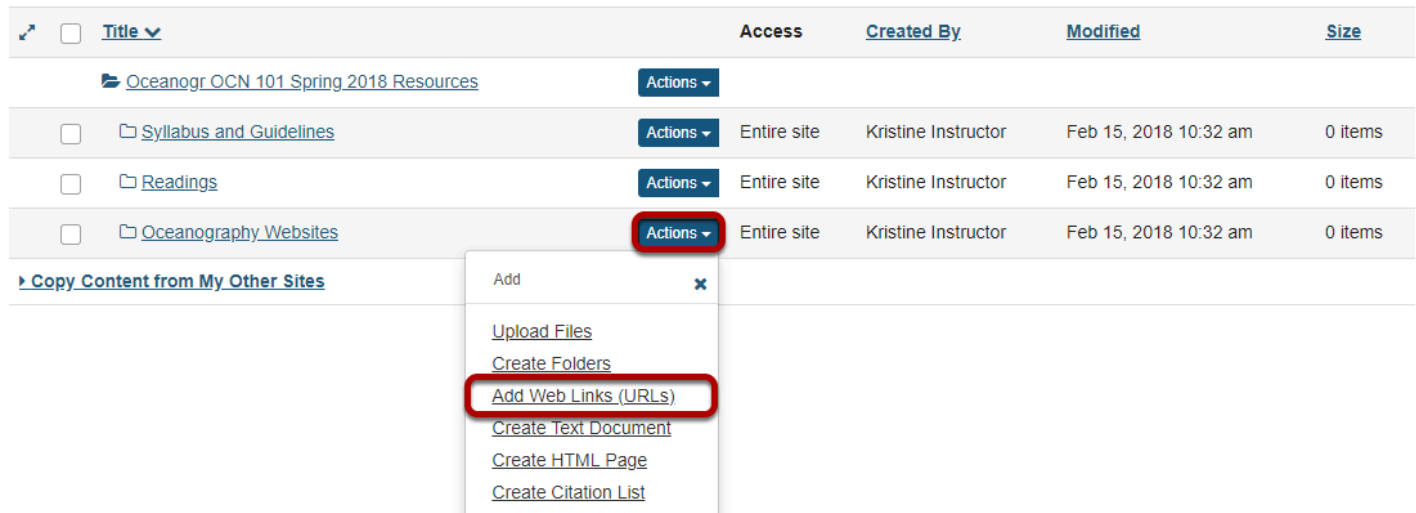 Title Access Created By Modified Size
Oceanogr OCN 101 Spring 2018 Resources Actions
Syllabus and Guidelines Actions Entire site Kristine Instructor Feb 15, 2018 10:32 am 0 items
Readings Actions Entire site Kristine Instructor Feb 15, 2018 10:32 am 0 items
Oceanography Websites Actions Entire site Kristine Instructor Feb 15, 2018 10:32 am 0 items
Copy Content from My Other Sites
Add
Upload Files
Create Folders
Add Web Links (URLs)
Create Text Document
Create HTML Page
Create Citation List